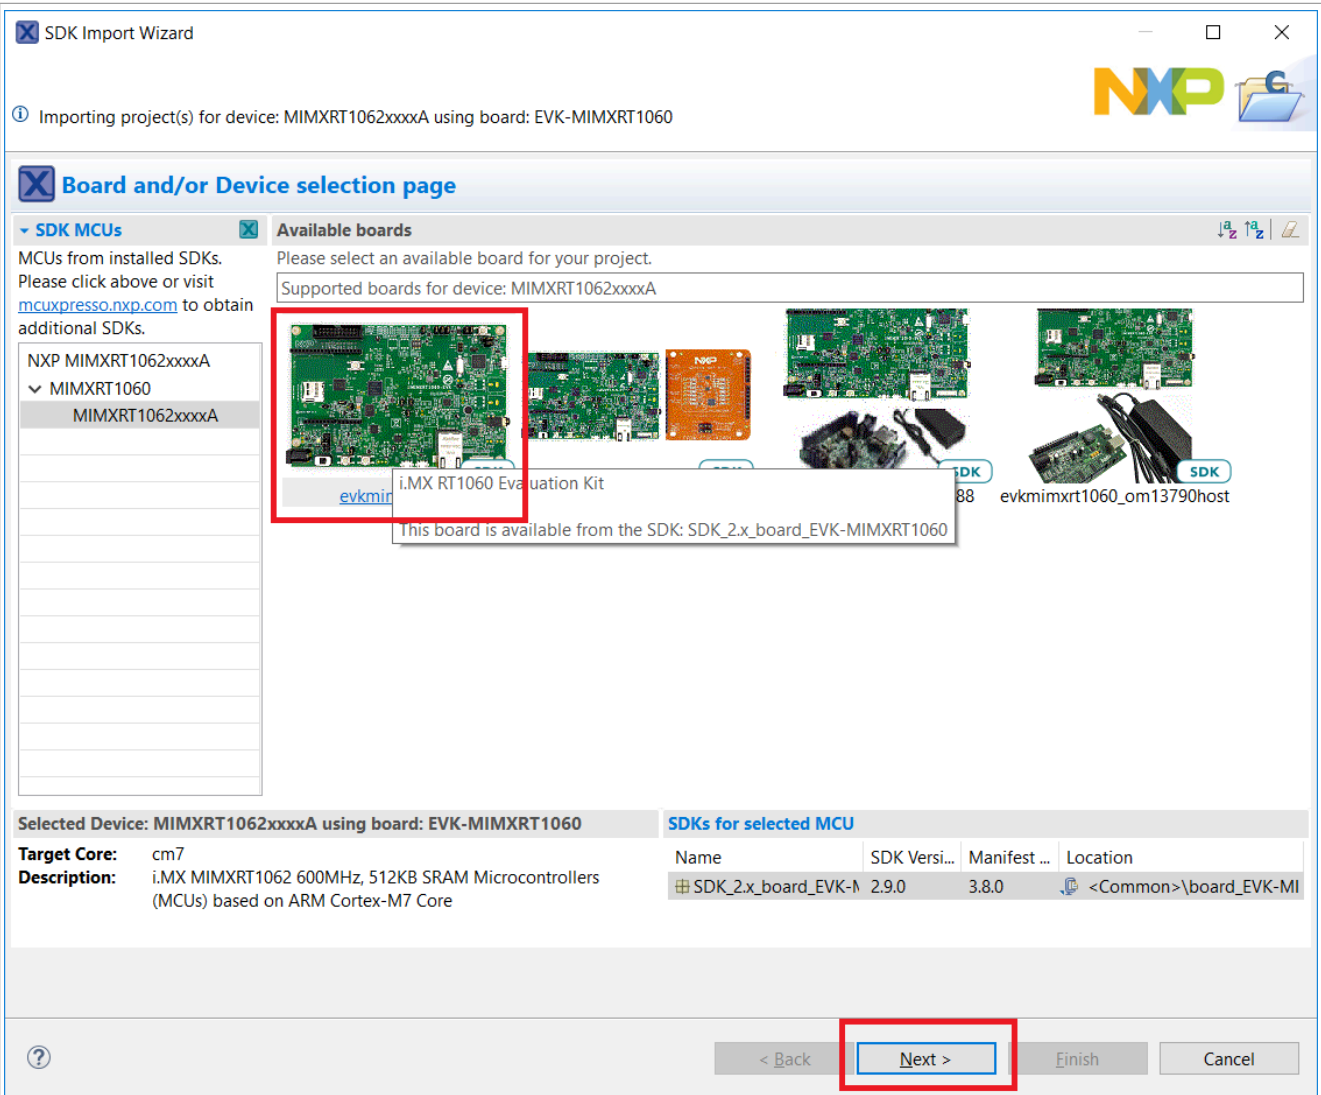 SDK Import Wizard
NXP
Importing project(s) for device: MIMXRT1062xxxxA using board: EVK-MIMXRT1060
Board and/or Device selection page
SDK MCUs
MCUs from installed SDKs.
Please click above or visit
mcuxpresso.nxp.com to obtain
additional SDKs.
NXP MIMXRT1062xxxxA
MIMXRT1060
MIMXRT1062xxxxA
Available boards
Please select an available board for your project.
Supported boards for device: MIMXRT1062xxxxA
NXP
SDK
evkmimxrt1060_om13790host
88
evkmi
i.MX RT1060 Evaluation Kit
This board is available from the SDK: SDK_2.x_board_EVK-MIMXRT1060
Selected Device: MIMXRT1062xxxxA using board: EVK-MIMXRT1060
Target Core: cm7
Description: i.MX MIMXRT1062 600MHz, 512KB SRAM Microcontrollers
(MCUs) based on ARM Cortex-M7 Core
SDKs for selected MCU
Name SDK Versi... Manifest ... Location
SDK_2.x_board_EVK-M 2.9.0 3.8.0 <Common>\board_EVK-MI
< Back
Next >
Finish
Cancel